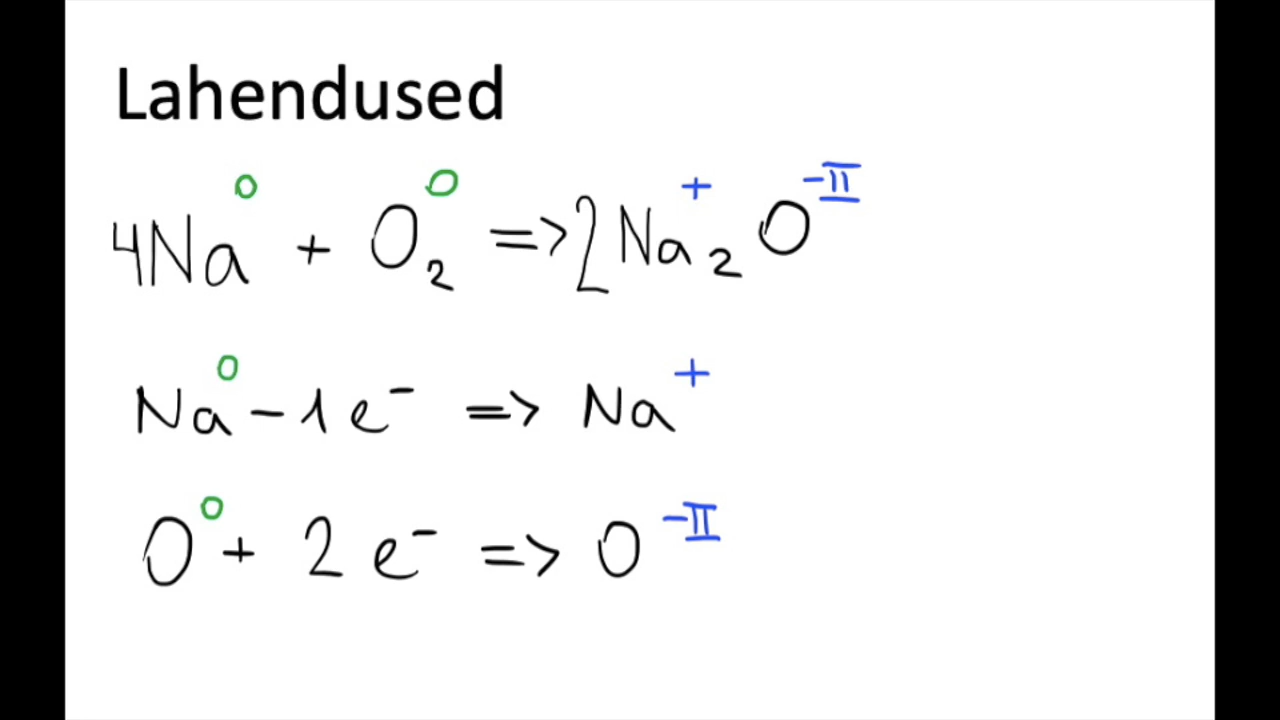 Lahendused
4Na⁰ + O₂⁰ => 2Na₂⁺O⁻ᴵᴵ
Na⁰ - 1e⁻ => Na⁺
O⁰ + 2e⁻ => O⁻ᴵᴵ